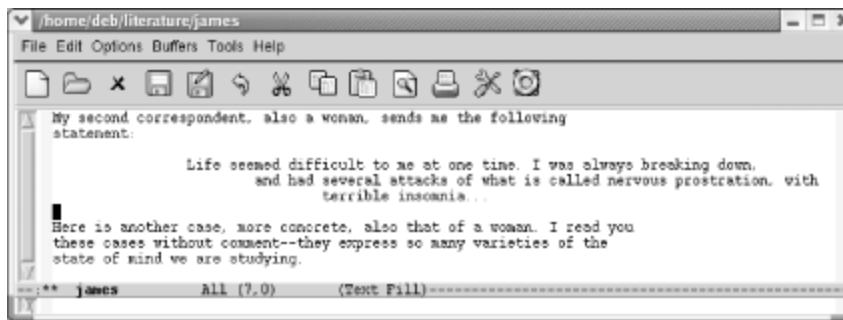 /home/deb/literature/james
File Edit Options Buffers Tools Help
My second correspondent, also a woman, sends me the following
statement:
Life seemed difficult to me at one time. I was always breaking down,
and had several attacks of what is called nervous prostration, with
terrible insomnia...
Here is another case, more concrete, also that of a woman. I read you
these cases without comment--they express so many varieties of the
state of mind we are studying.
--:** james All (7,0) (Text Fill)--------------------------------------------------